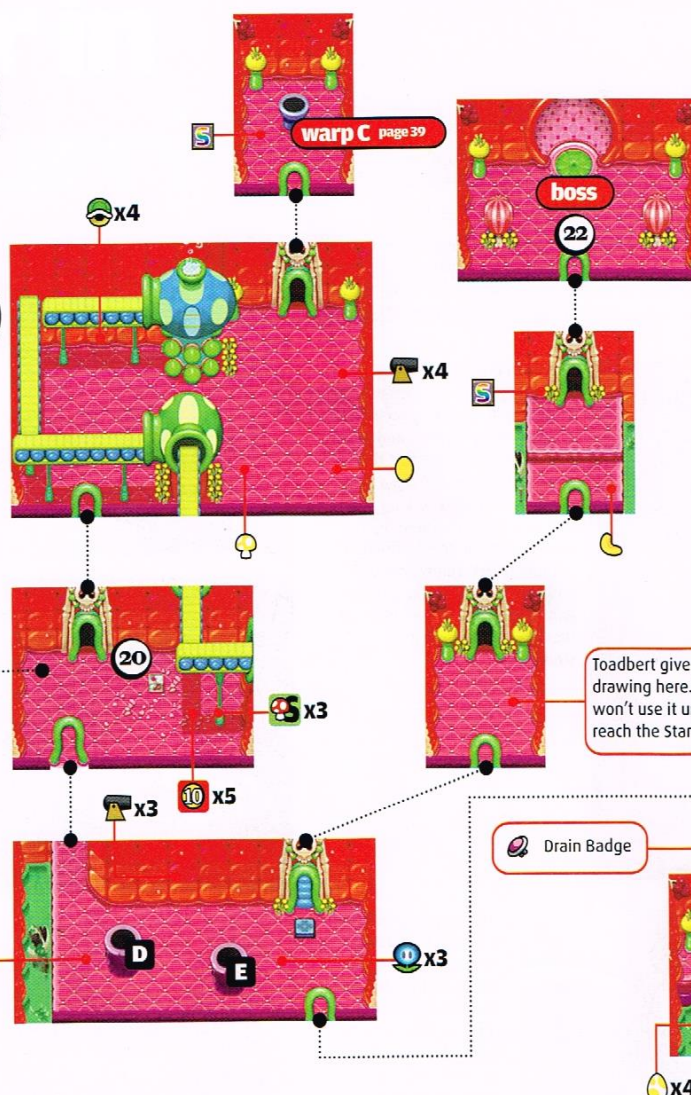 S
warp C page 39
x4
boss
22
x4
S
20
S x3
10 x5
Toadbert give
drawing here.
won't use it u
reach the Star
x3
Drain Badge
D
E
x3
x4